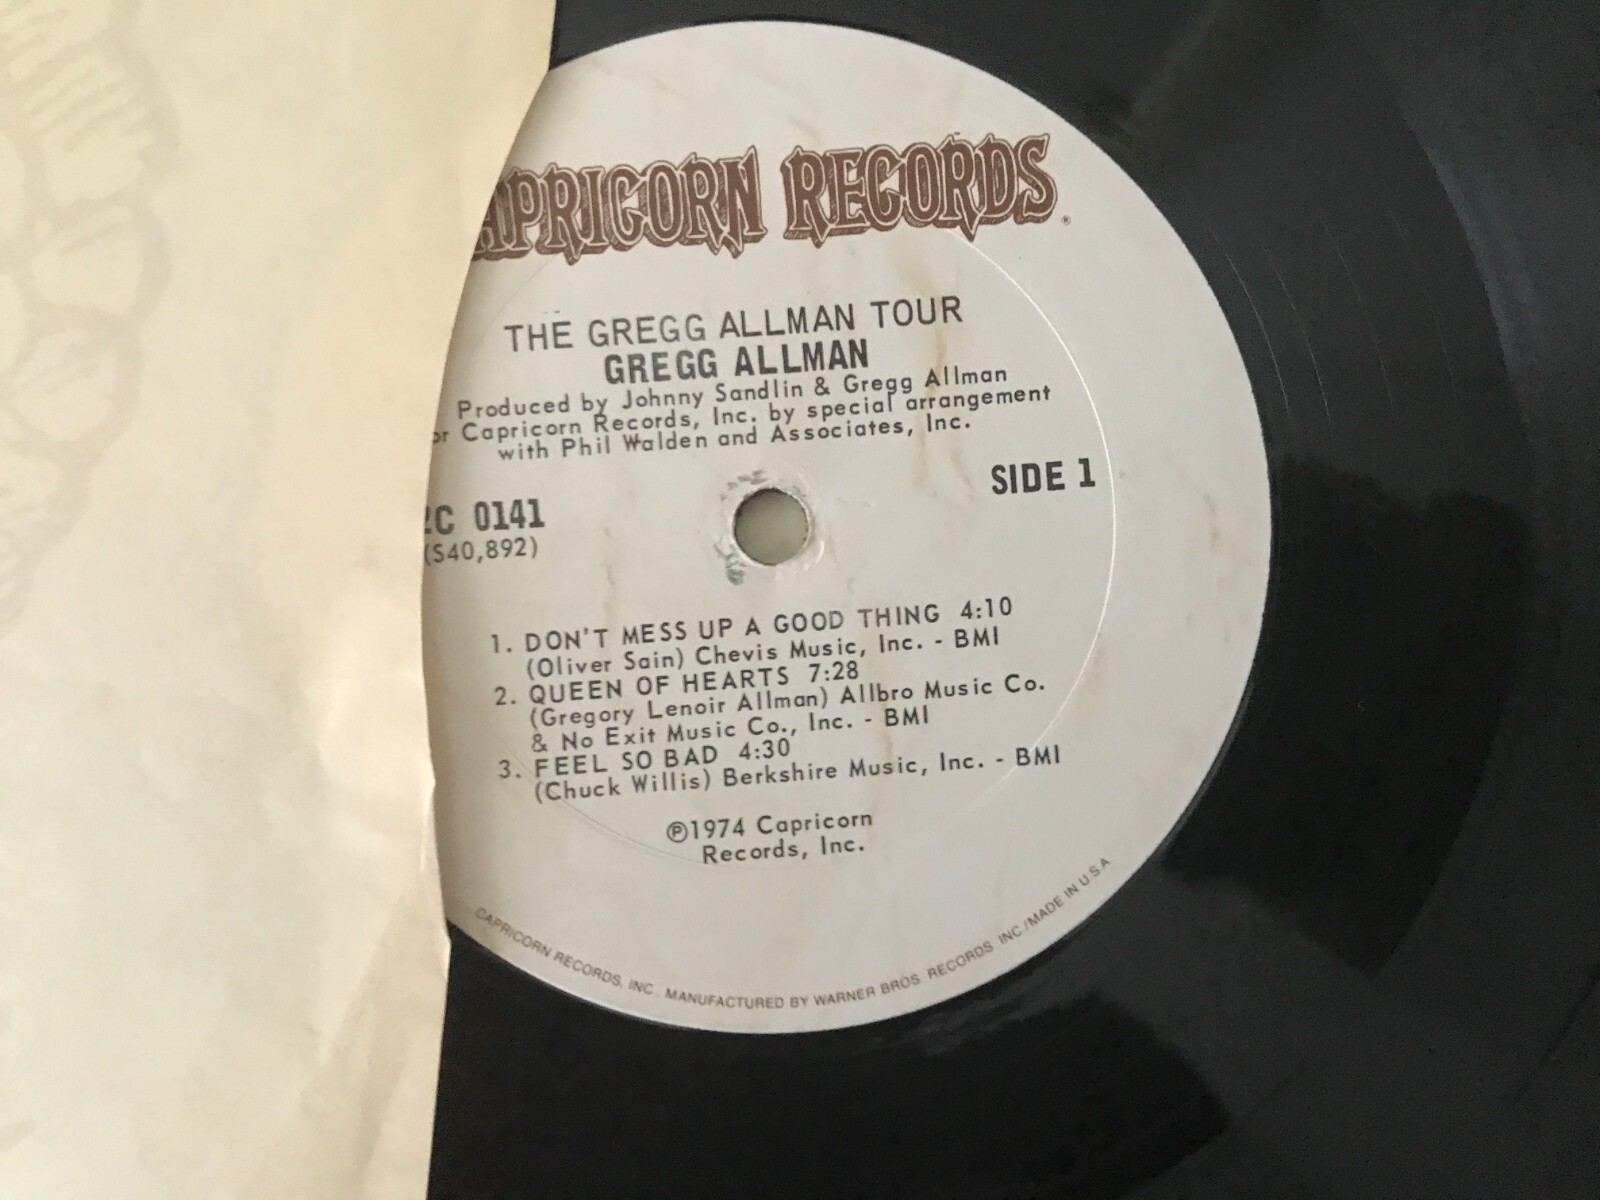 CAPRICORN RECORDS®
THE GREGG ALLMAN TOUR
GREGG ALLMAN
Produced by Johnny Sandlin & Gregg Allman
or Capricorn Records, Inc. by special arrangement
with Phil Walden and Associates, Inc.
SIDE 1
2C 0141
(S40,892)
1. DON'T MESS UP A GOOD THING 4:10
(Oliver Sain) Chevis Music, Inc. - BMI
2. QUEEN OF HEARTS 7:28
(Gregory Lenoir Allman) Allbro Music Co.
& No Exit Music Co., Inc. - BMI
3. FEEL SO BAD 4:30
(Chuck Willis) Berkshire Music, Inc. - BMI
℗1974 Capricorn
Records, Inc.
CAPRICORN RECORDS, INC. MANUFACTURED BY WARNER BROS. RECORDS INC./MADE IN U.S.A.